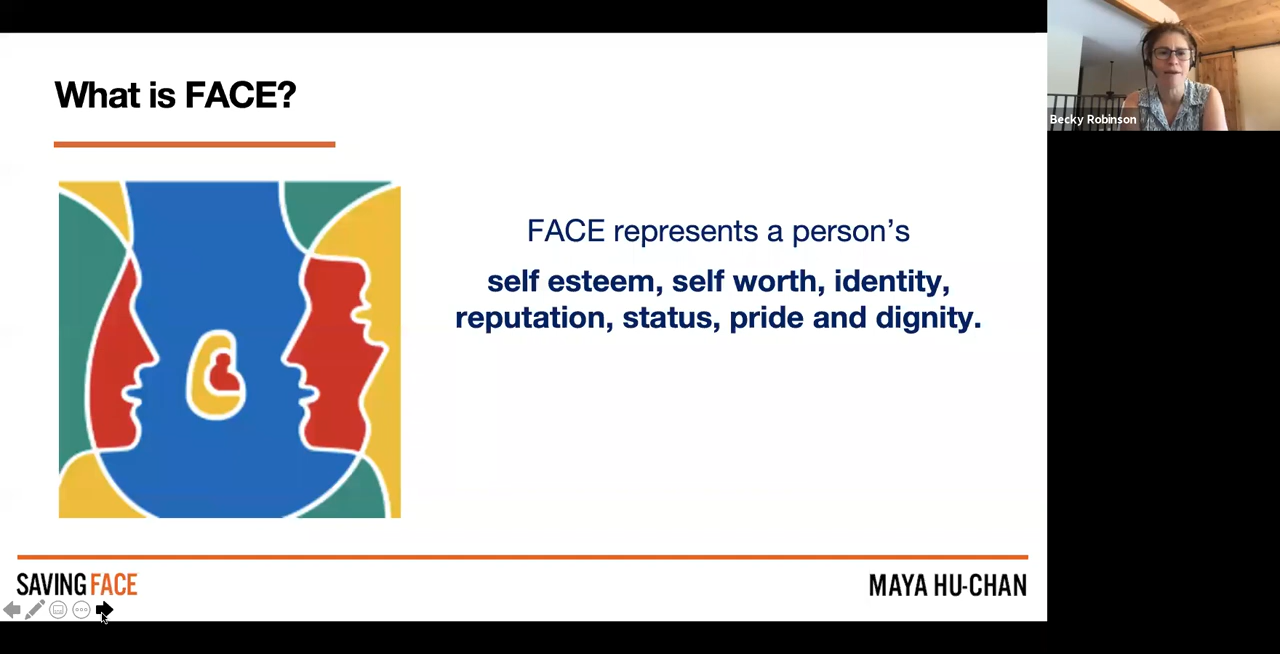 What is FACE?
Becky Robinson
FACE represents a person’s
self esteem, self worth, identity,
reputation, status, pride and dignity.
SAVING FACE
MAYA HU-CHAN